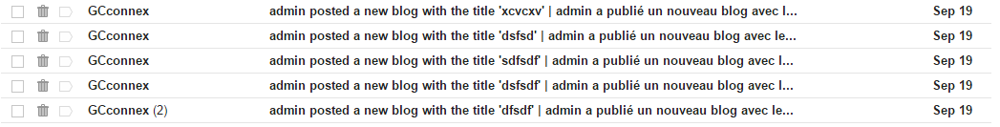 GCconnex admin posted a new blog with the title 'xcvcxv' | admin a publié un nouveau blog avec l... Sep 19
GCconnex admin posted a new blog with the title 'dsfsd' | admin a publié un nouveau blog avec le... Sep 19
GCconnex admin posted a new blog with the title 'sdfsdf' | admin a publié un nouveau blog avec l... Sep 19
GCconnex admin posted a new blog with the title 'dsfsdf' | admin a publié un nouveau blog avec l... Sep 19
GCconnex (2) admin posted a new blog with the title 'dfsdf' | admin a publié un nouveau blog avec le... Sep 19